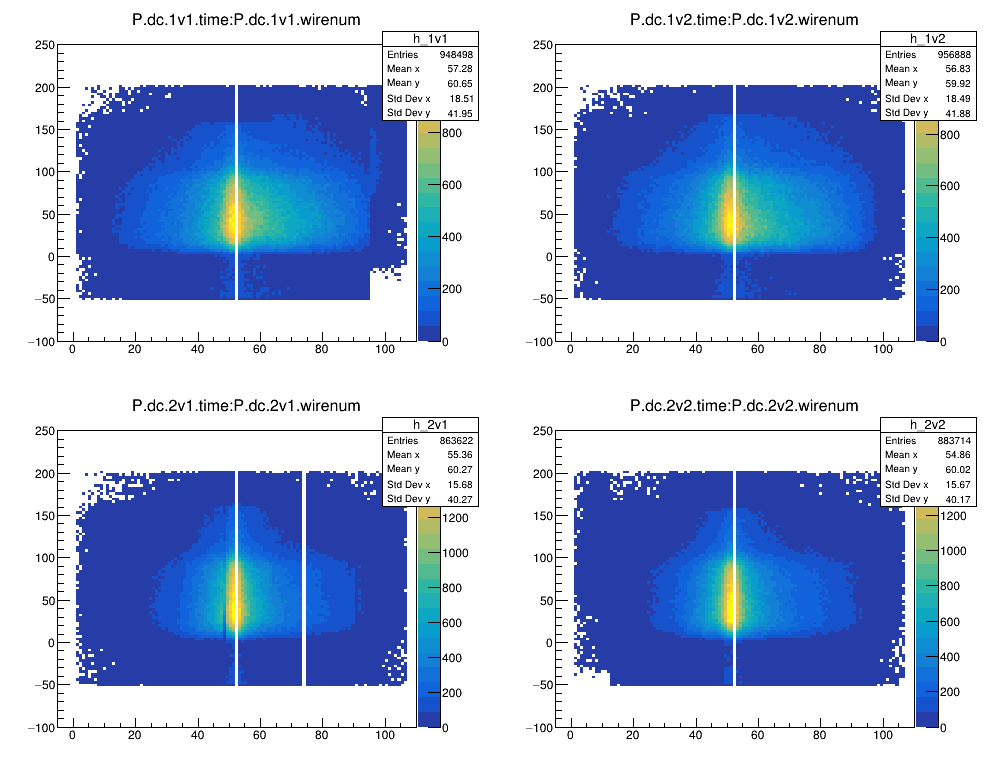 P.dc.1v1.time:P.dc.1v1.wirenum
h_1v1
Entries 948498
Mean x 57.28
Mean y 60.65
Std Dev x 18.51
Std Dev y 41.95
250
200
150
100
50
0
−50
−100
0 20 40 60 80 100
800
600
400
200
0
P.dc.1v2.time:P.dc.1v2.wirenum
h_1v2
Entries 956888
Mean x 56.83
Mean y 59.92
Std Dev x 18.49
Std Dev y 41.88
250
200
150
100
50
0
−50
−100
0 20 40 60 80 100
800
600
400
200
0
P.dc.2v1.time:P.dc.2v1.wirenum
h_2v1
Entries 863622
Mean x 55.36
Mean y 60.27
Std Dev x 15.68
Std Dev y 40.27
250
200
150
100
50
0
−50
−100
0 20 40 60 80 100
1200
1000
800
600
400
200
0
P.dc.2v2.time:P.dc.2v2.wirenum
h_2v2
Entries 883714
Mean x 54.86
Mean y 60.02
Std Dev x 15.67
Std Dev y 40.17
250
200
150
100
50
0
−50
−100
0 20 40 60 80 100
1200
1000
800
600
400
200
0